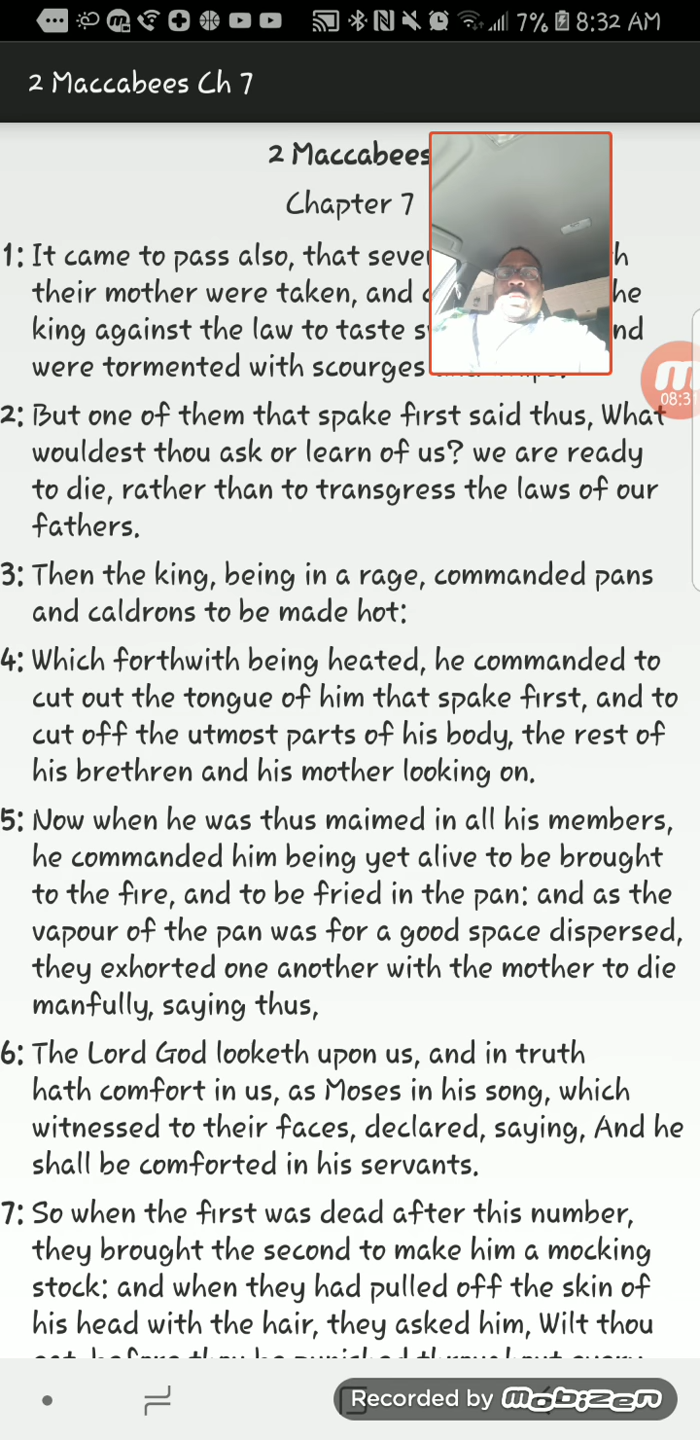 7% 8:32 AM
2 Maccabees Ch 7
2 Maccabees
Chapter 7
1: It came to pass also, that
their mother were taken, and
king against the law to taste
were tormented with scourges
08:31
2: But one of them that spake first said thus, What
wouldest thou ask or learn of us? we are ready
to die, rather than to transgress the laws of our
fathers.
3: Then the king, being in a rage, commanded pans
and caldrons to be made hot:
4: Which forthwith being heated, he commanded to
cut out the tongue of him that spake first, and to
cut off the utmost parts of his body, the rest of
his brethren and his mother looking on.
5: Now when he was thus maimed in all his members,
he commanded him being yet alive to be brought
to the fire, and to be fried in the pan: and as the
vapour of the pan was for a good space dispersed,
they exhorted one another with the mother to die
manfully, saying thus,
6: The Lord God looketh upon us, and in truth
hath comfort in us, as Moses in his song, which
witnessed to their faces, declared, saying, And he
shall be comforted in his servants.
7: So when the first was dead after this number,
they brought the second to make him a mocking
stock: and when they had pulled off the skin of
his head with the hair, they asked him, Wilt thou
Recorded by mobizen